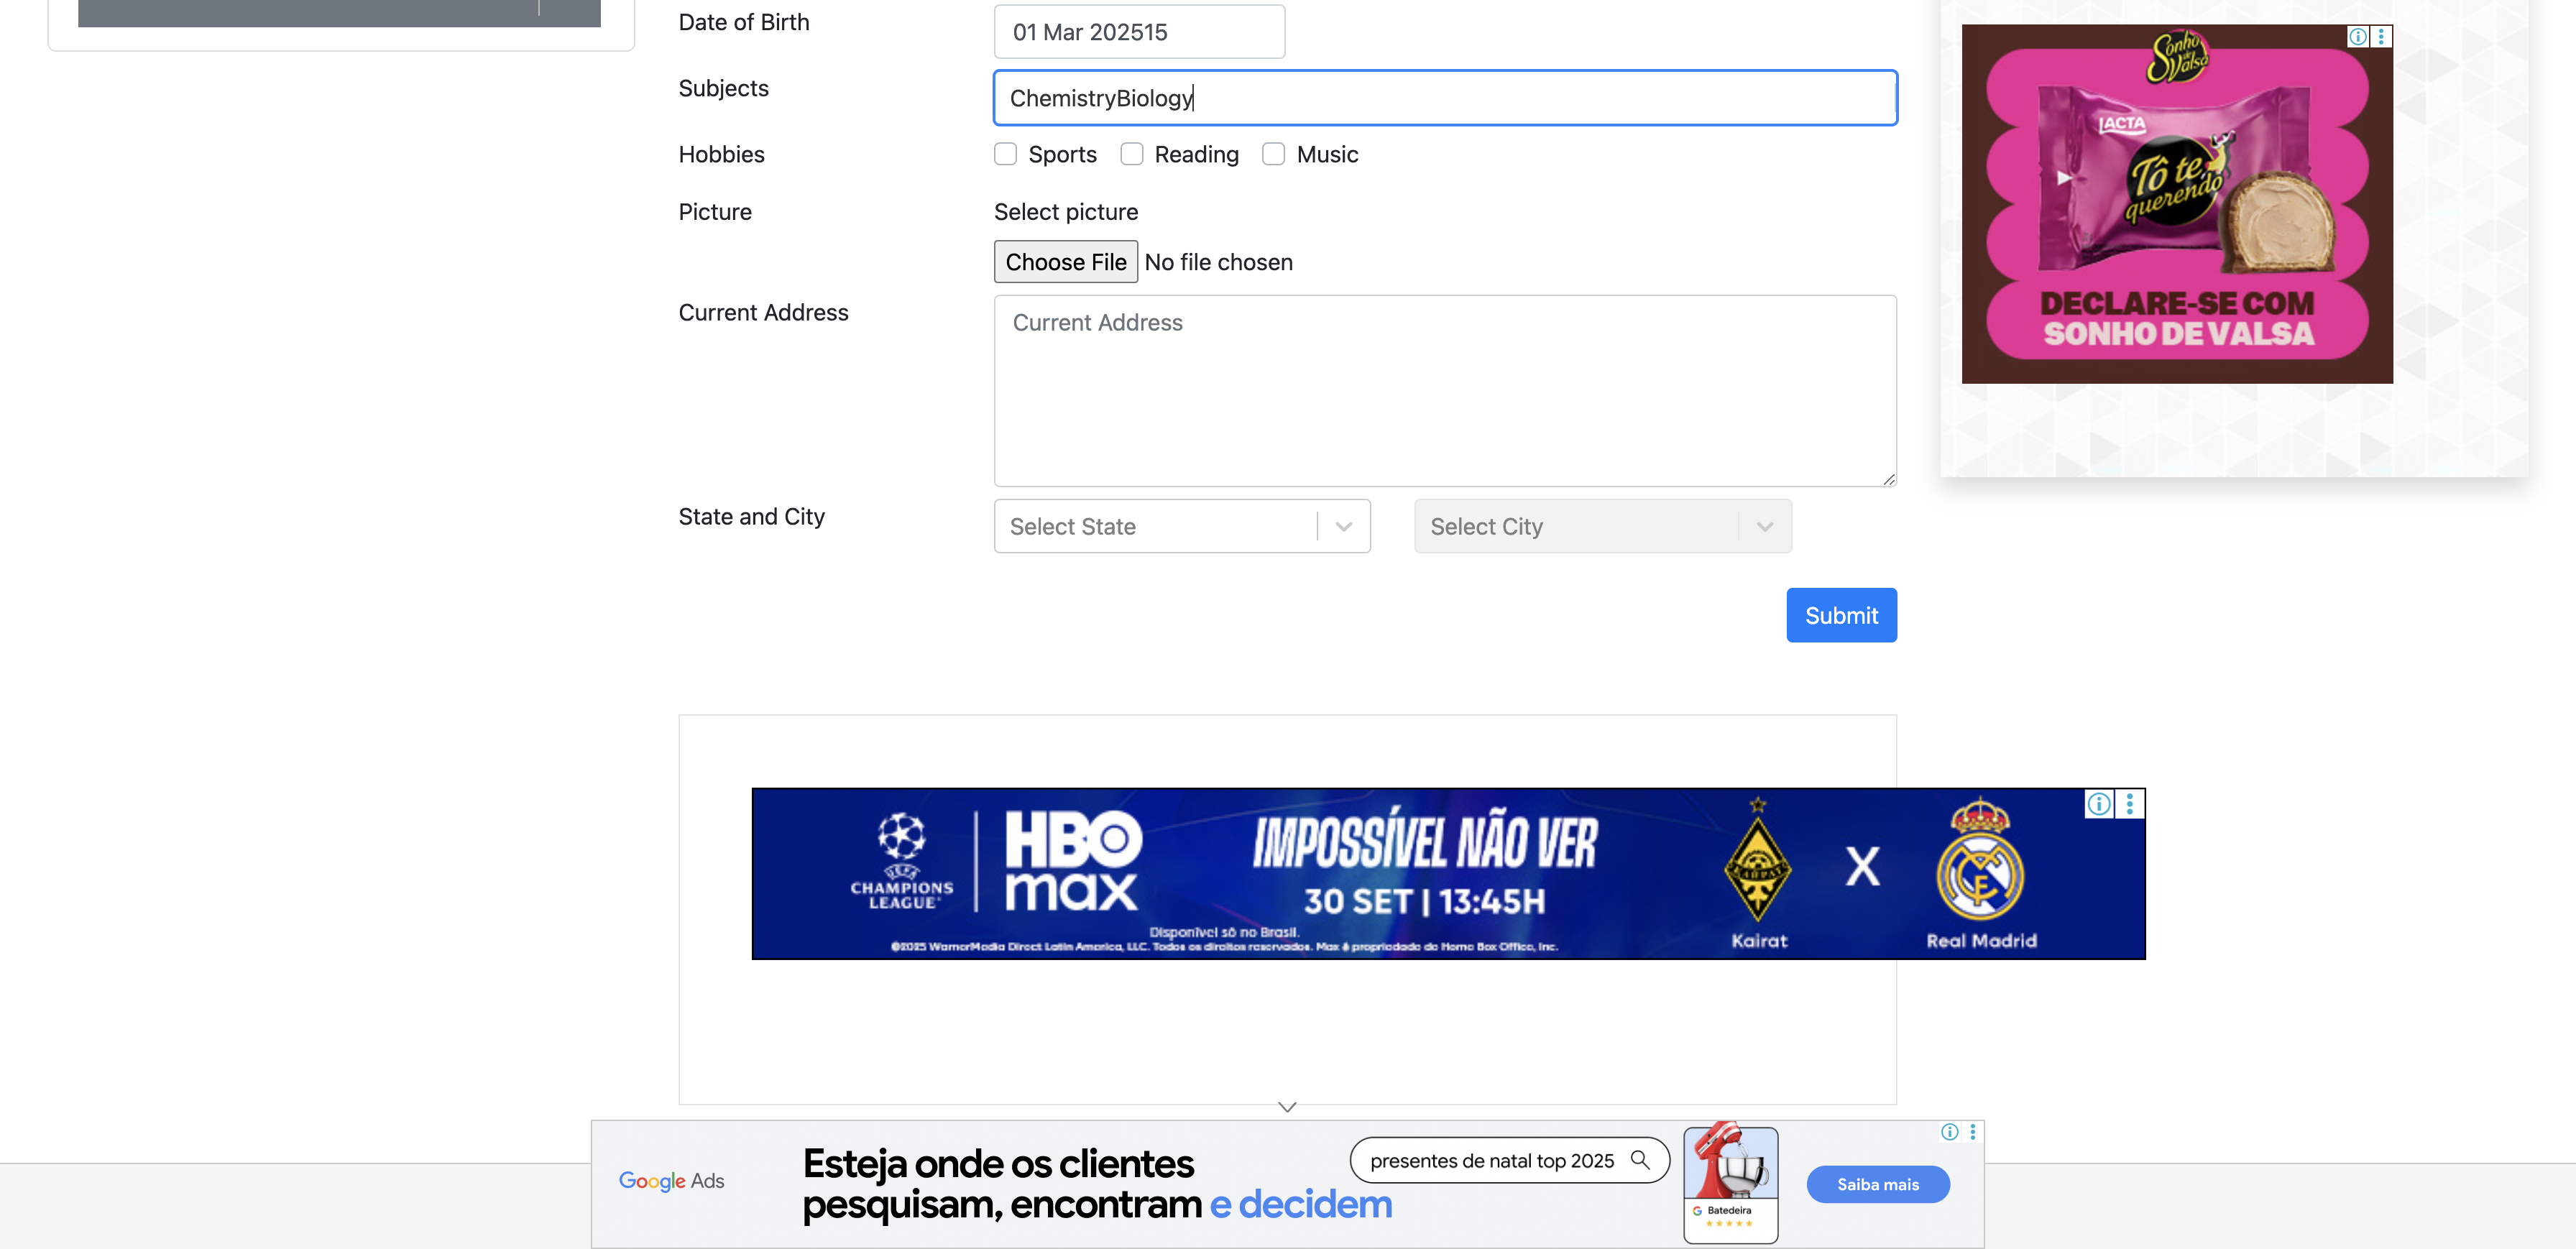 Date of Birth
01 Mar 202515
Subjects
ChemistryBiology
Hobbies
Sports
Reading
Music
Picture
Select picture
Choose File No file chosen
Current Address
Current Address
State and City
Select State
Select City
Submit
Sonho de Valsa
LACTA
Tô te querendo
DECLARE-SE COM
SONHO DE VALSA
UEFA
CHAMPIONS
LEAGUE
HBO
max
IMPOSSÍVEL NÃO VER
30 SET | 13:45H
Disponível só no Brasil.
©2025 WarnerMedia Direct Latin America, LLC. Todos os direitos reservados. Max é propriedade de Home Box Office, Inc.
X
Kairat
Real Madrid
Google Ads
Esteja onde os clientes
pesquisam, encontram e decidem
presentes de natal top 2025
G Batedeira
Saiba mais